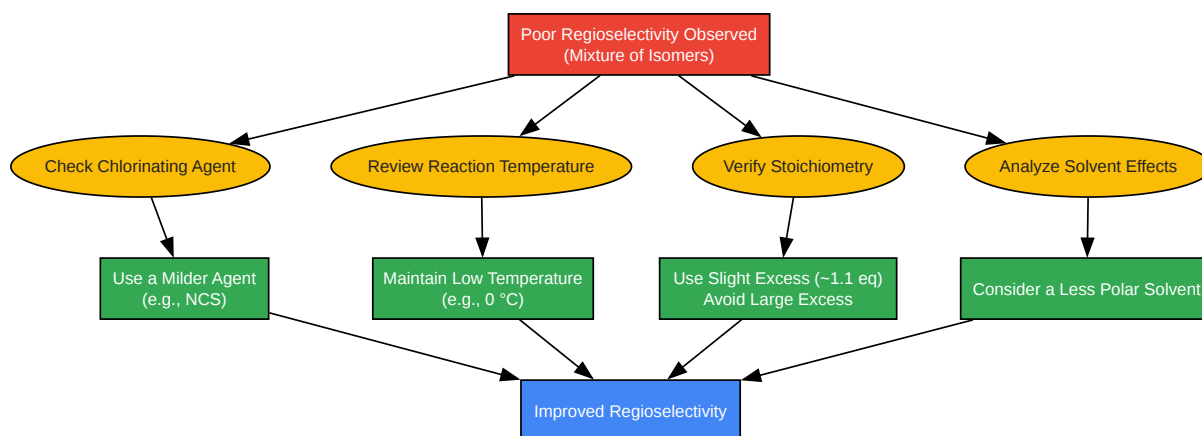 Poor Regioselectivity Observed
(Mixture of Isomers)
Check Chlorinating Agent
Review Reaction Temperature
Verify Stoichiometry
Analyze Solvent Effects
Use a Milder Agent
(e.g., NCS)
Maintain Low Temperature
(e.g., 0 °C)
Use Slight Excess (~1.1 eq)
Avoid Large Excess
Consider a Less Polar Solvent
Improved Regioselectivity